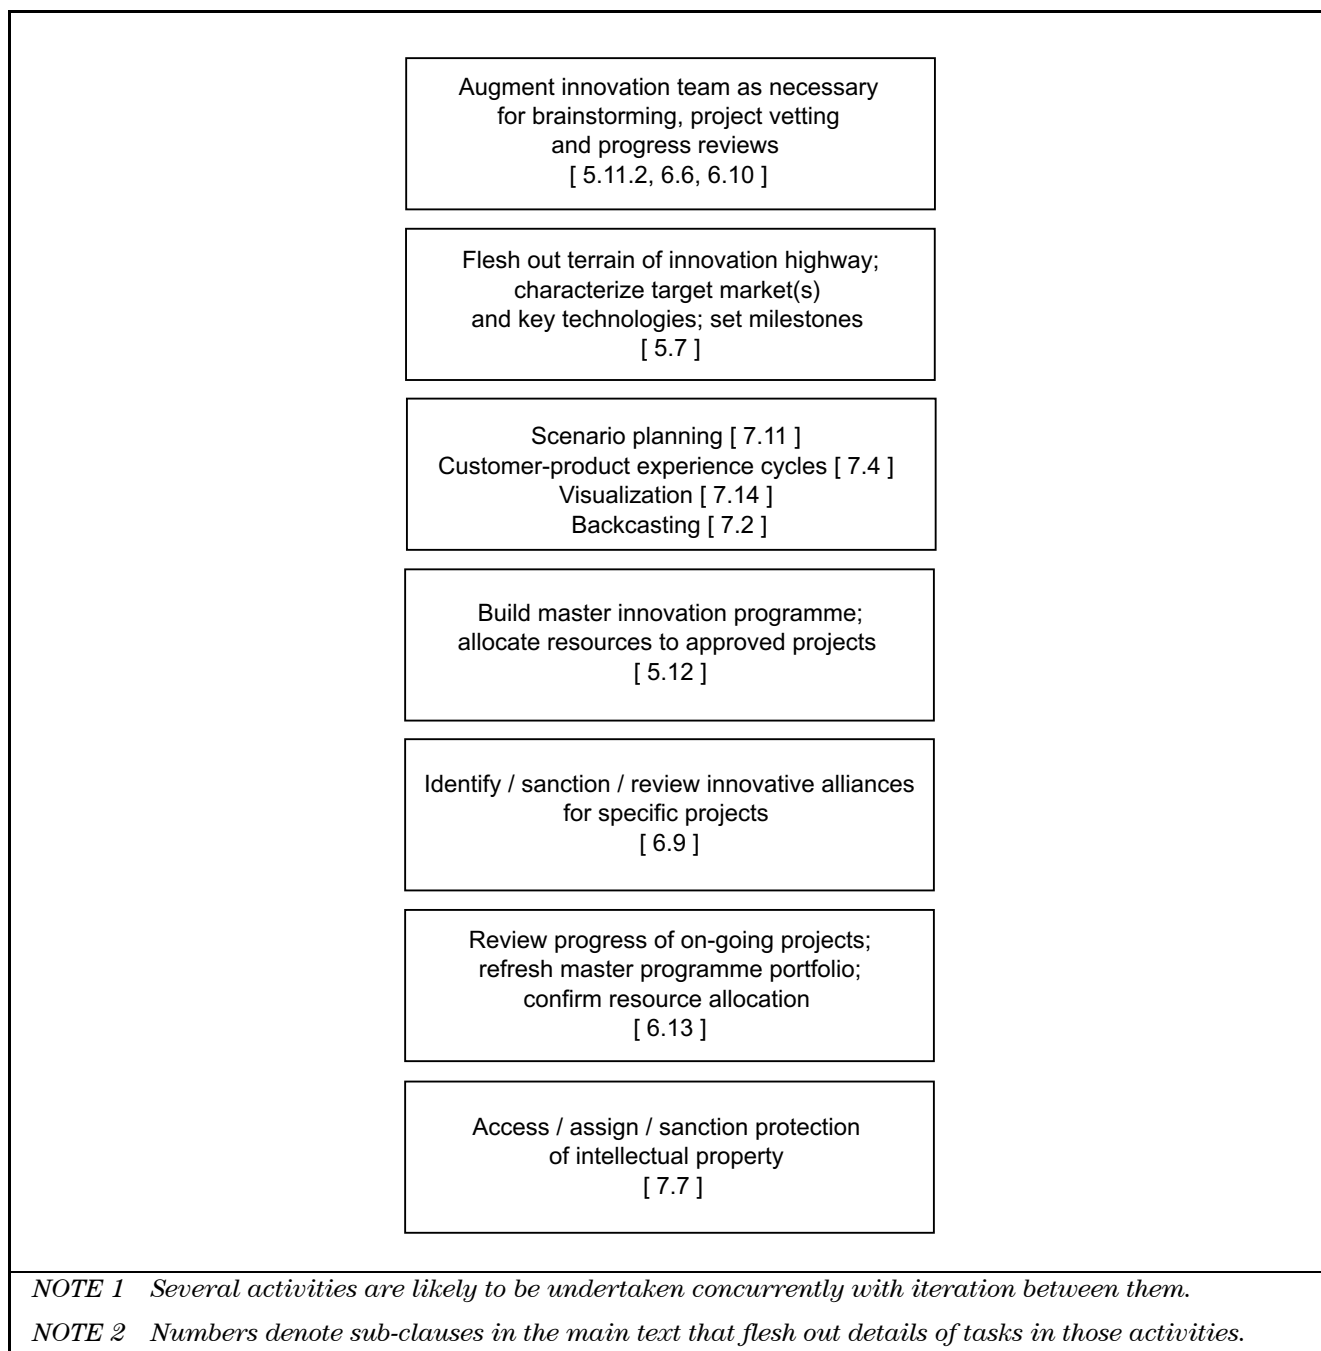 Augment innovation team as necessary
for brainstorming, project vetting
and progress reviews
[ 5.11.2, 6.6, 6.10 ]
Flesh out terrain of innovation highway;
characterize target market(s)
and key technologies; set milestones
[ 5.7 ]
Scenario planning [ 7.11 ]
Customer-product experience cycles [ 7.4 ]
Visualization [ 7.14 ]
Backcasting [ 7.2 ]
Build master innovation programme;
allocate resources to approved projects
[ 5.12 ]
Identify / sanction / review innovative alliances
for specific projects
[ 6.9 ]
Review progress of on-going projects;
refresh master programme portfolio;
confirm resource allocation
[ 6.13 ]
Access / assign / sanction protection
of intellectual property
[ 7.7 ]
NOTE 1 Several activities are likely to be undertaken concurrently with iteration between them.
NOTE 2 Numbers denote sub-clauses in the main text that flesh out details of tasks in those activities.